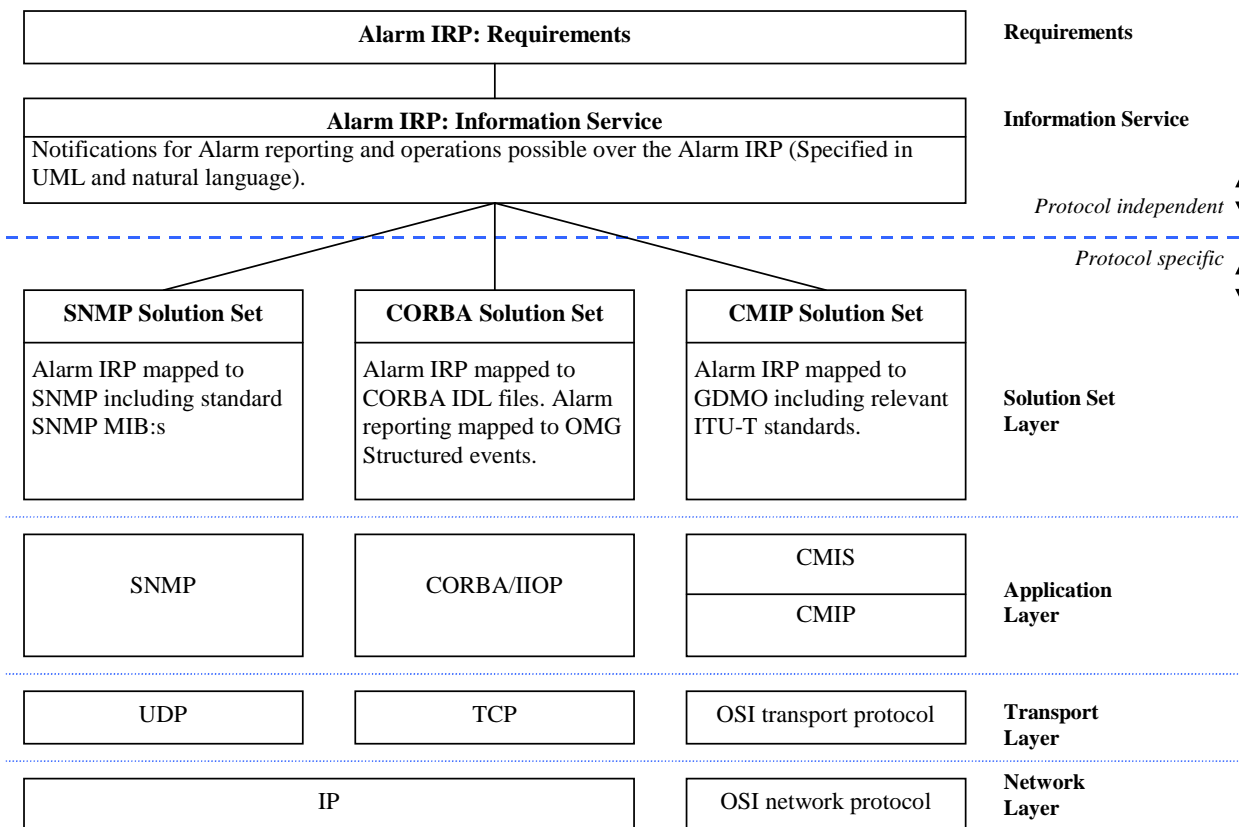 Alarm IRP: Requirements
Requirements
Alarm IRP: Information Service
Information Service
Notifications for Alarm reporting and operations possible over the Alarm IRP (Specified in
UML and natural language).
Protocol independent
Protocol specific
SNMP Solution Set
CORBA Solution Set
CMIP Solution Set
Alarm IRP mapped to
SNMP including standard
SNMP MIB:s
Alarm IRP mapped to
CORBA IDL files. Alarm
reporting mapped to OMG
Structured events.
Alarm IRP mapped to
GDMO including relevant
ITU-T standards.
Solution Set
Layer
SNMP
CORBA/IIOP
CMIS
CMIP
Application
Layer
UDP
TCP
OSI transport protocol
Transport
Layer
IP
OSI network protocol
Network
Layer